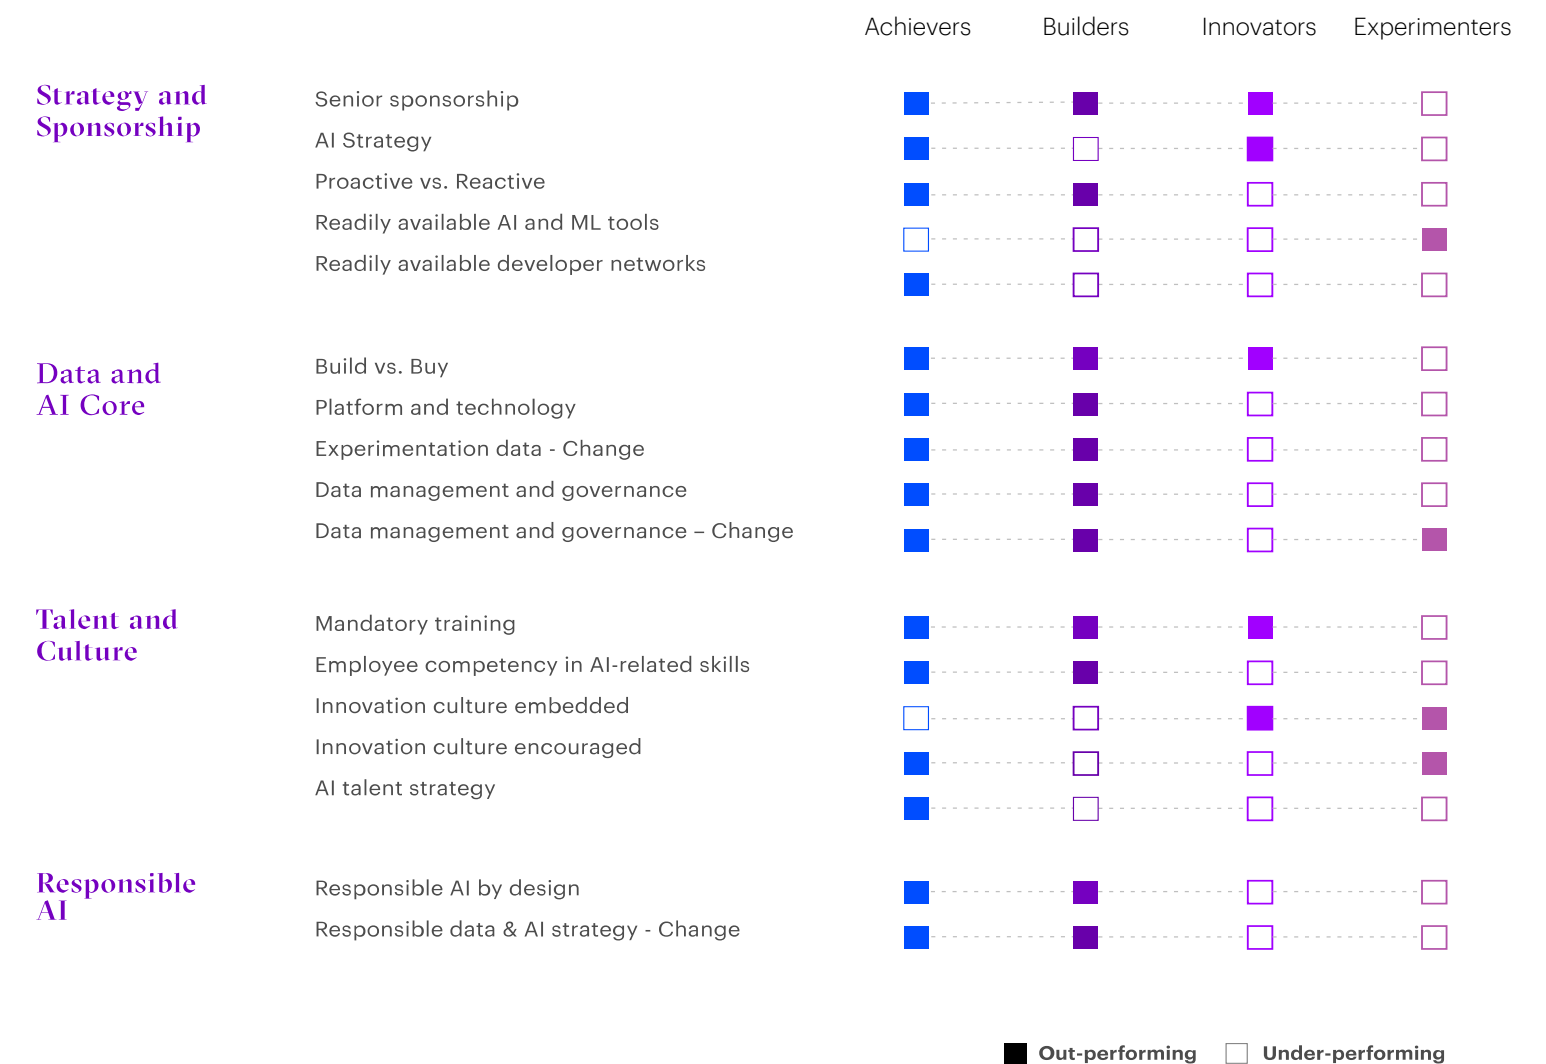 Achievers Builders Innovators Experimenters
Strategy and
Sponsorship
Senior sponsorship
AI Strategy
Proactive vs. Reactive
Readily available AI and ML tools
Readily available developer networks
Data and
AI Core
Build vs. Buy
Platform and technology
Experimentation data - Change
Data management and governance
Data management and governance – Change
Talent and
Culture
Mandatory training
Employee competency in AI-related skills
Innovation culture embedded
Innovation culture encouraged
AI talent strategy
Responsible
AI
Responsible AI by design
Responsible data & AI strategy - Change
Out-performing Under-performing